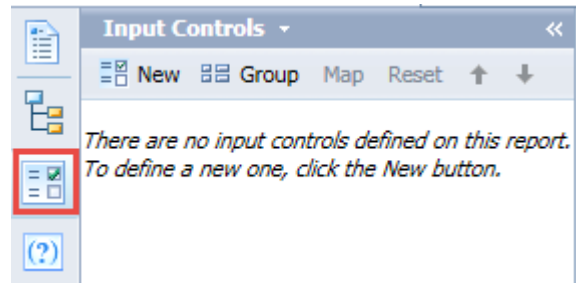 Input Controls
New Group Map Reset
There are no input controls defined on this report.
To define a new one, click the New button.
(?)